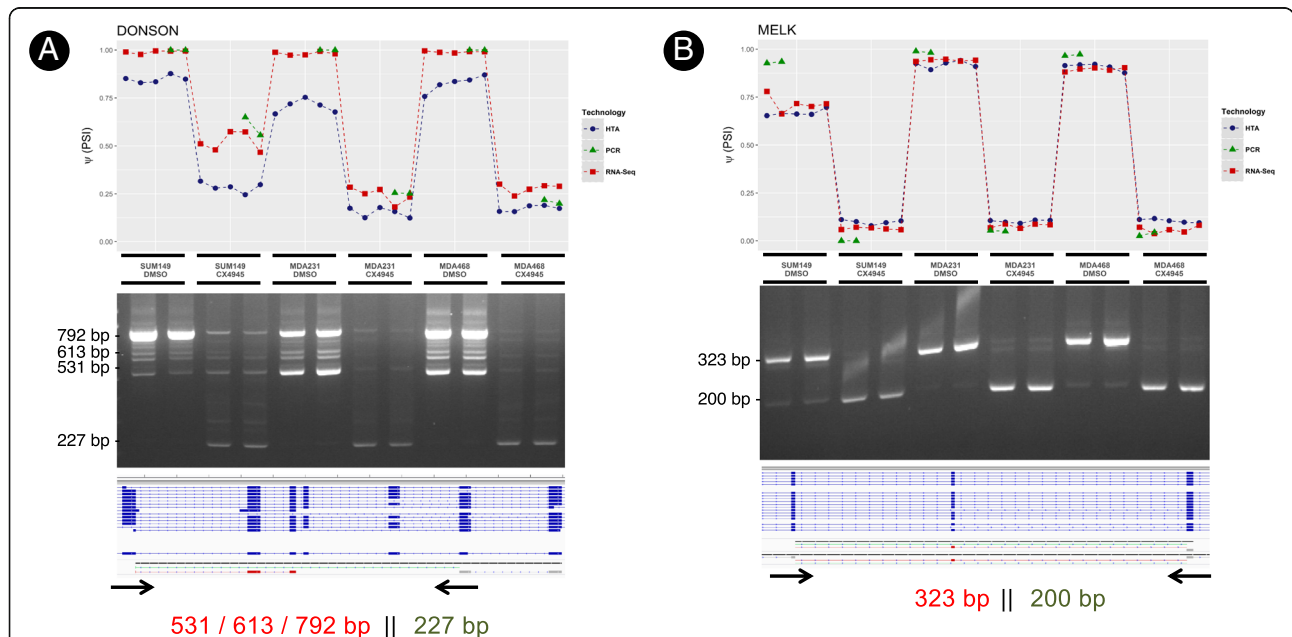 A
DONSON
1.00
0.75
0.50
0.25
0.00
ψ (PSI)
Technology
HTA
PCR
RNA-Seq
SUM149
DMSO
SUM149
CX4945
MDA231
DMSO
MDA231
CX4945
MDA468
DMSO
MDA468
CX4945
792 bp
613 bp
531 bp
227 bp
531 / 613 / 792 bp || 227 bp
B
MELK
1.00
0.75
0.50
0.25
0.00
ψ (PSI)
Technology
HTA
PCR
RNA-Seq
SUM149
DMSO
SUM149
CX4945
MDA231
DMSO
MDA231
CX4945
MDA468
DMSO
MDA468
CX4945
323 bp
200 bp
323 bp || 200 bp